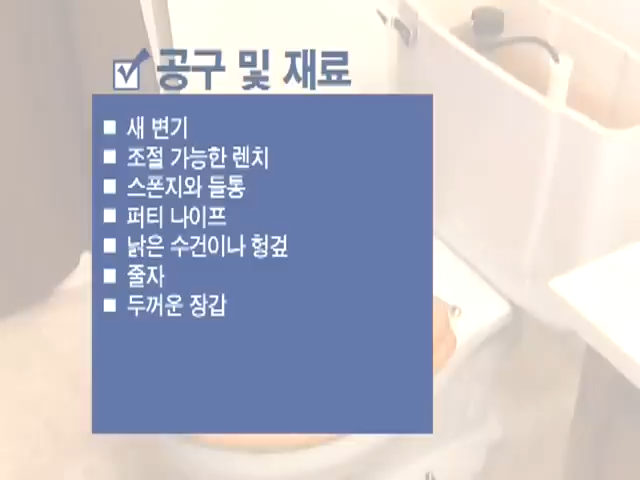 공구 및 재료
새 변기
조절 가능한 렌치
스폰지와 들통
퍼티 나이프
낡은 수건이나 헝겊
줄자
두꺼운 장갑